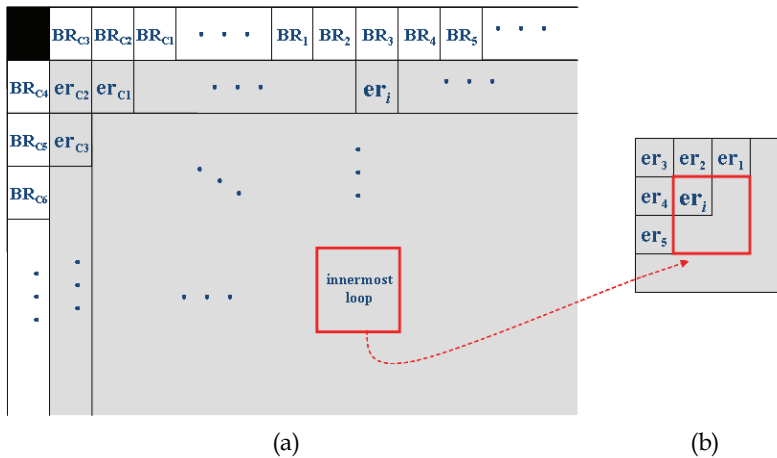 BRC3 BRC2 BRC1 • • • BR1 BR2 BR3 BR4 BR5 • • •
BRC4 erC2 erC1 • • • eri • • •
BRC5 erC3
BRC6
er3 er2 er1
er4 eri
er5
innermost
loop
(a) (b)